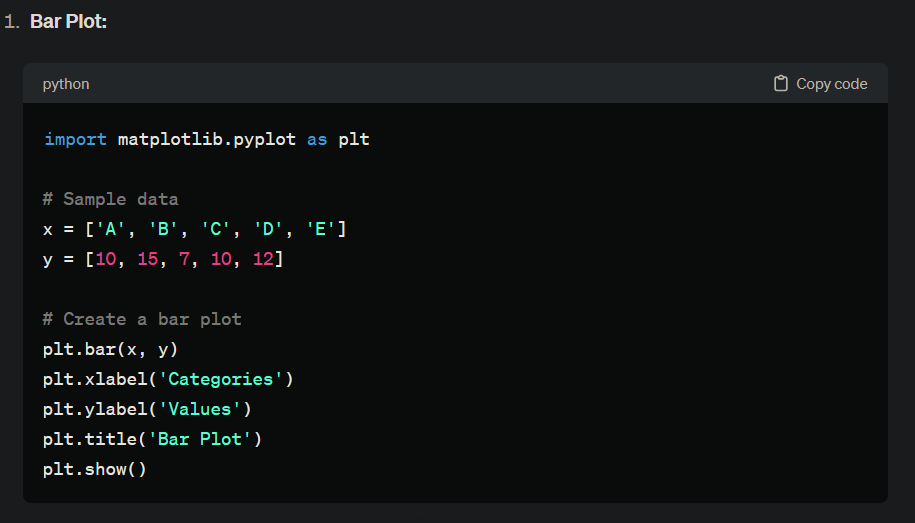 1. Bar Plot:
python
Copy code
import matplotlib.pyplot as plt
# Sample data
x = ['A', 'B', 'C', 'D', 'E']
y = [10, 15, 7, 10, 12]
# Create a bar plot
plt.bar(x, y)
plt.xlabel('Categories')
plt.ylabel('Values')
plt.title('Bar Plot')
plt.show()